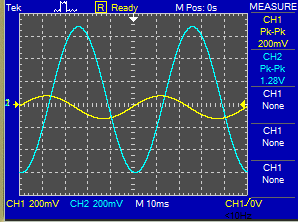 Tek R Ready M Pos: 0s MEASURE
CH1
Pk-Pk
200mV
CH2
Pk-Pk
1.28V
CH1
None
CH1
None
CH1
None
CH1 200mV CH2 200mV M 10ms CH1/0V